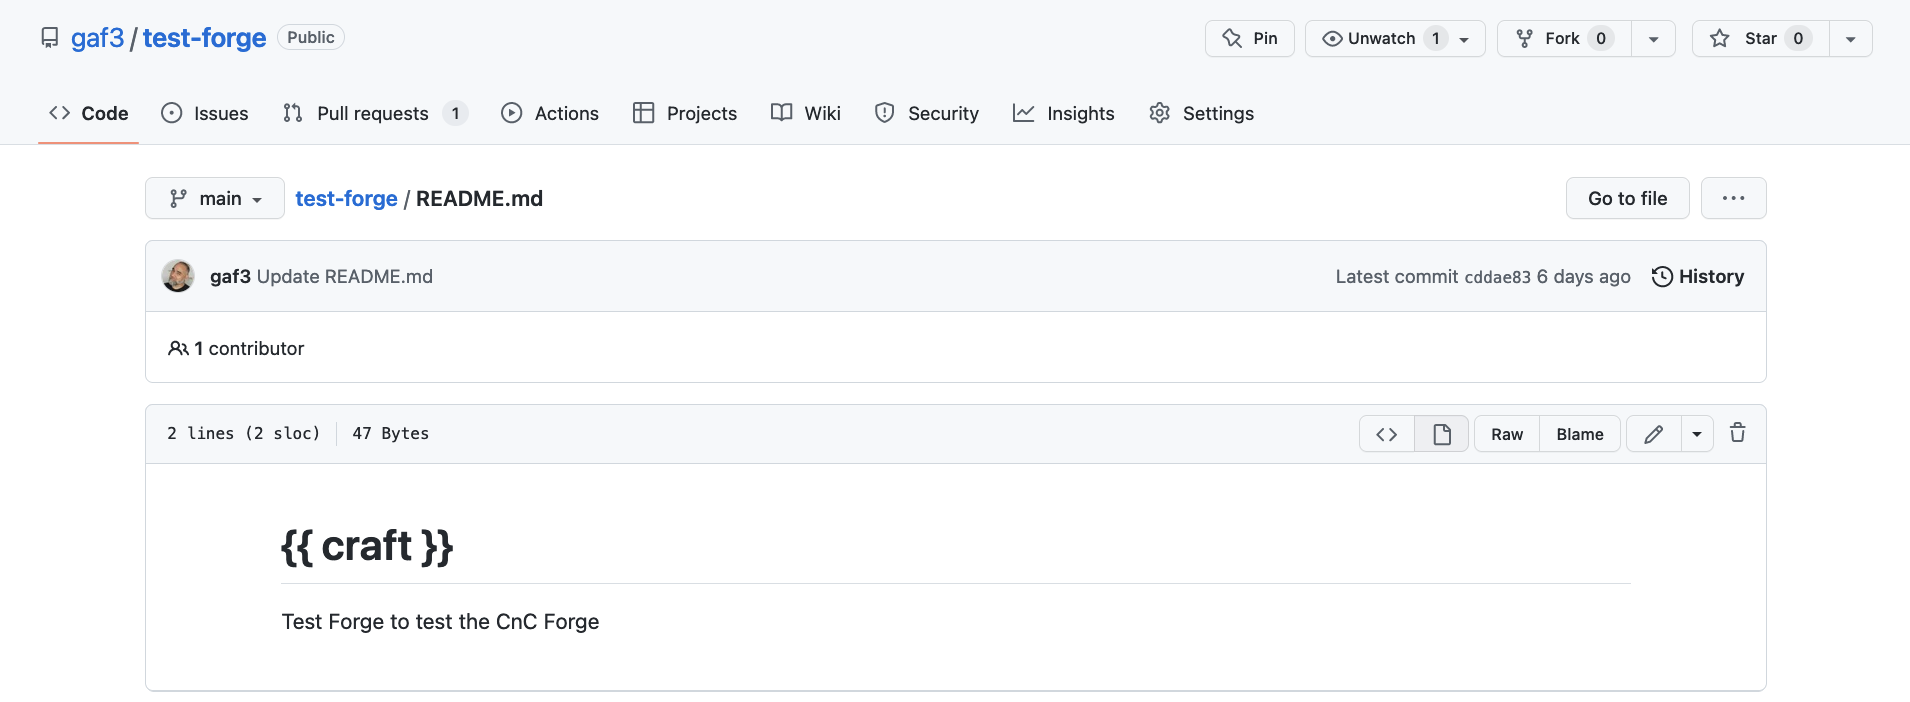 gaf3 / test-forge Public Pin Unwatch 1 Fork 0 Star 0
Code Issues Pull requests 1 Actions Projects Wiki Security Insights Settings
main test-forge / README.md Go to file ...
gaf3 Update README.md Latest commit cddae83 6 days ago History
1 contributor
2 lines (2 sloc) 47 Bytes <> Raw Blame
{{ craft }}
Test Forge to test the CnC Forge